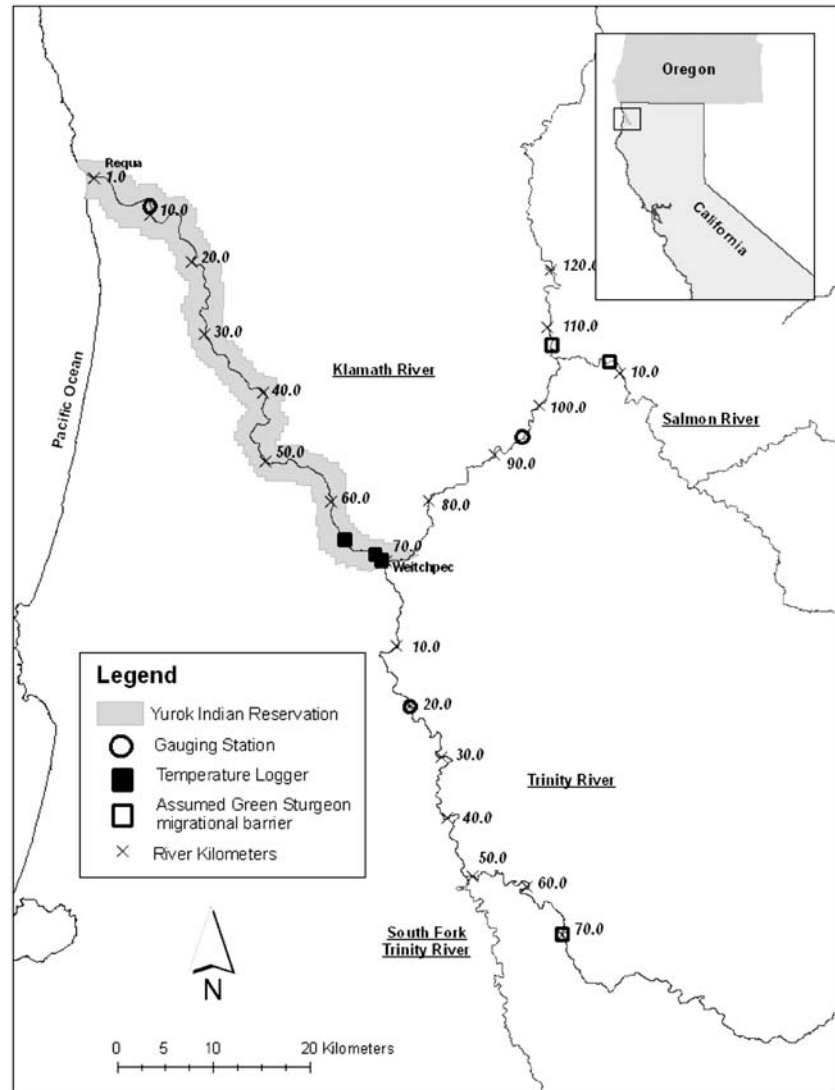 Oregon
California
Requa
1.0
10.0
20.0
30.0
40.0
50.0
60.0
70.0
Weitchpec
80.0
90.0
100.0
110.0
120.0
10.0
Klamath River
Salmon River
Pacific Ocean
10.0
20.0
30.0
40.0
50.0
60.0
70.0
Trinity River
South Fork
Trinity River
Legend
Yurok Indian Reservation
Gauging Station
Temperature Logger
Assumed Green Sturgeon
migrational barrier
River Kilometers
N
0 5 10 20 Kilometers